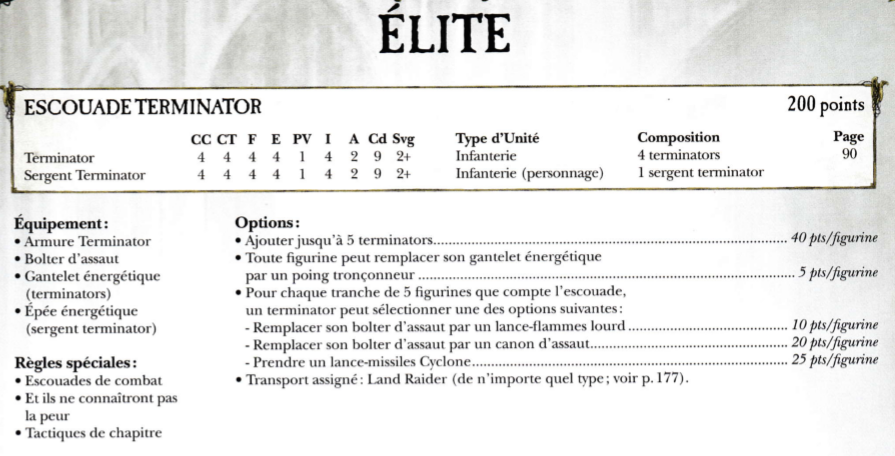 ÉLITE
ESCOUADE TERMINATOR 200 points
CC CT F E PV I A Cd Svg Type d'Unité Composition Page
Terminator 4 4 4 4 1 4 2 9 2+ Infanterie 4 terminators 90
Sergent Terminator 4 4 4 4 1 4 2 9 2+ Infanterie (personnage) 1 sergent terminator
Équipement:
• Armure Terminator
• Bolter d'assaut
• Gantelet énergétique
(terminators)
• Épée énergétique
(sergent terminator)
Règles spéciales:
• Escouades de combat
• Et ils ne connaîtront pas
la peur
• Tactiques de chapitre
Options:
• Ajouter jusqu'à 5 terminators... 40 pts/figurine
• Toute figurine peut remplacer son gantelet énergétique
par un poing tronçonneur ... 5 pts/figurine
• Pour chaque tranche de 5 figurines que compte l'escouade,
un terminator peut sélectionner une des options suivantes:
- Remplacer son bolter d'assaut par un lance-flammes lourd ... 10 pts/figurine
- Remplacer son bolter d'assaut par un canon d'assaut... 20 pts/figurine
- Prendre un lance-missiles Cyclone... 25 pts/figurine
• Transport assigné: Land Raider (de n'importe quel type; voir p.177).